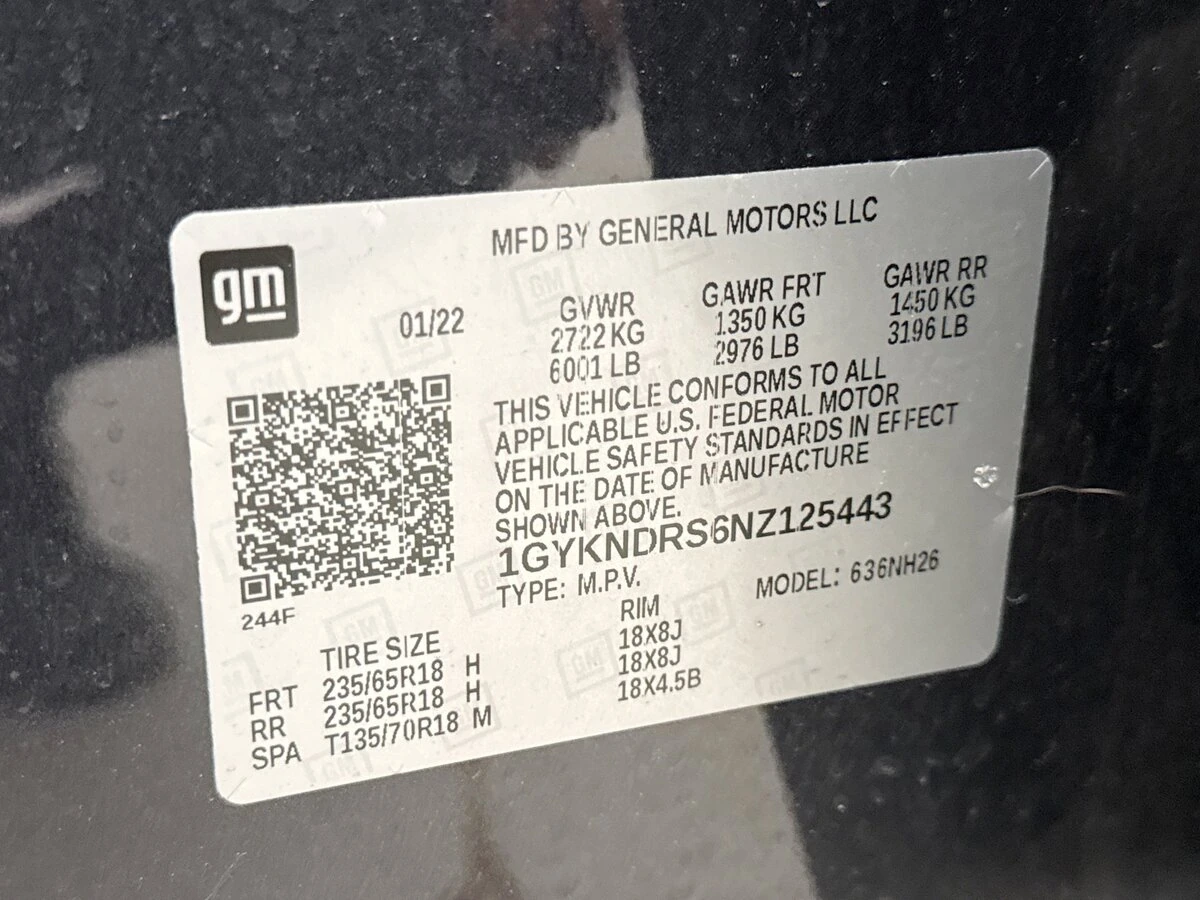 MFD BY GENERAL MOTORS LLC
gm
01/22
GVWR GAWR FRT GAWR RR
2722 KG 1350 KG 1450 KG
6001 LB 2976 LB 3196 LB
THIS VEHICLE CONFORMS TO ALL
APPLICABLE U.S. FEDERAL MOTOR
VEHICLE SAFETY STANDARDS IN EFFECT
ON THE DATE OF MANUFACTURE
SHOWN ABOVE.
1GYKNDRS6NZ125443
TYPE: M.P.V. MODEL: 636NH26
244F
TIRE SIZE RIM
FRT 235/65R18 H 18X8J
RR 235/65R18 H 18X8J
SPA T135/70R18 M 18X4.5B